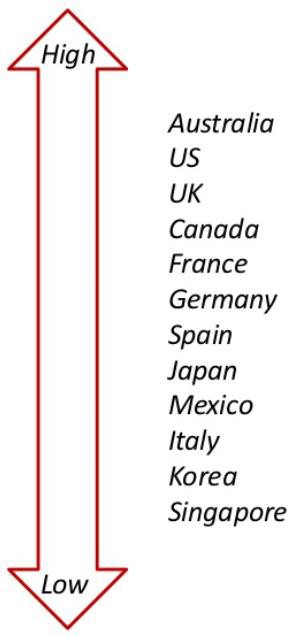 High
Australia
US
UK
Canada
France
Germany
Spain
Japan
Mexico
Italy
Korea
Singapore
Low